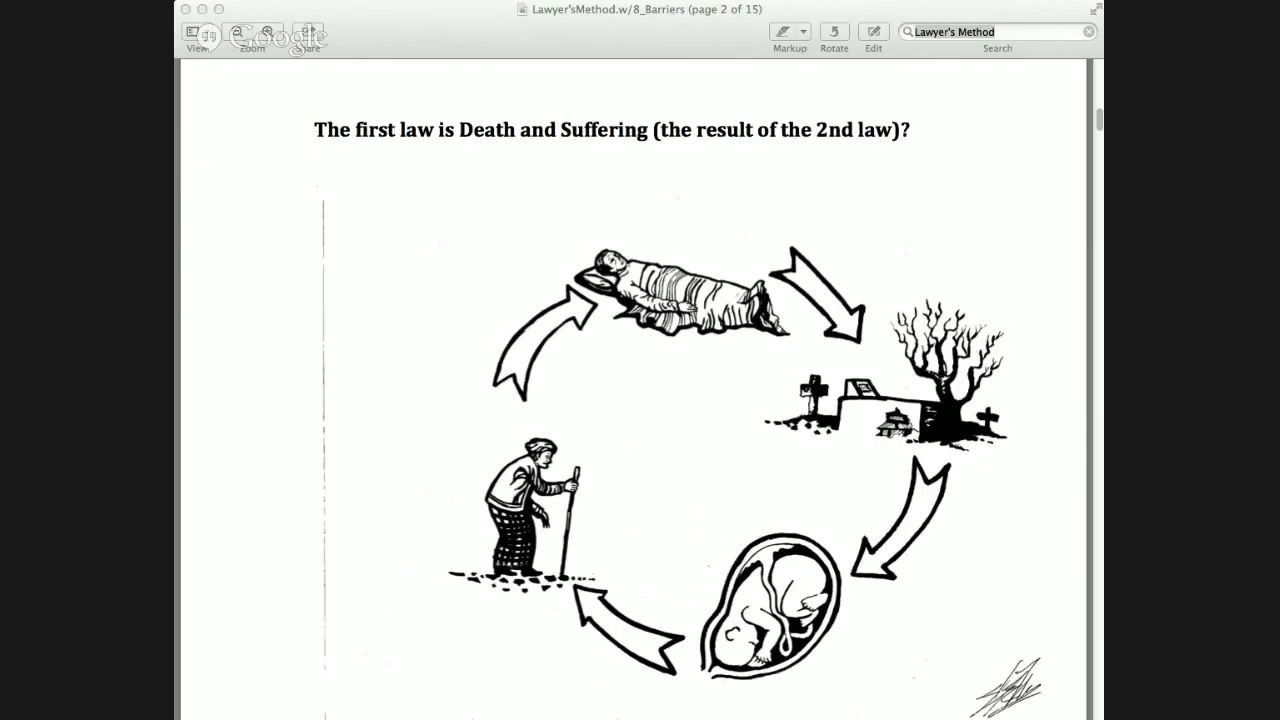 Lawyer'sMethod.w/8_Barriers (page 2 of 15)
Google
Lawyer's Method
View Zoom Share Markup Rotate Edit Search
The first law is Death and Suffering (the result of the 2nd law)?